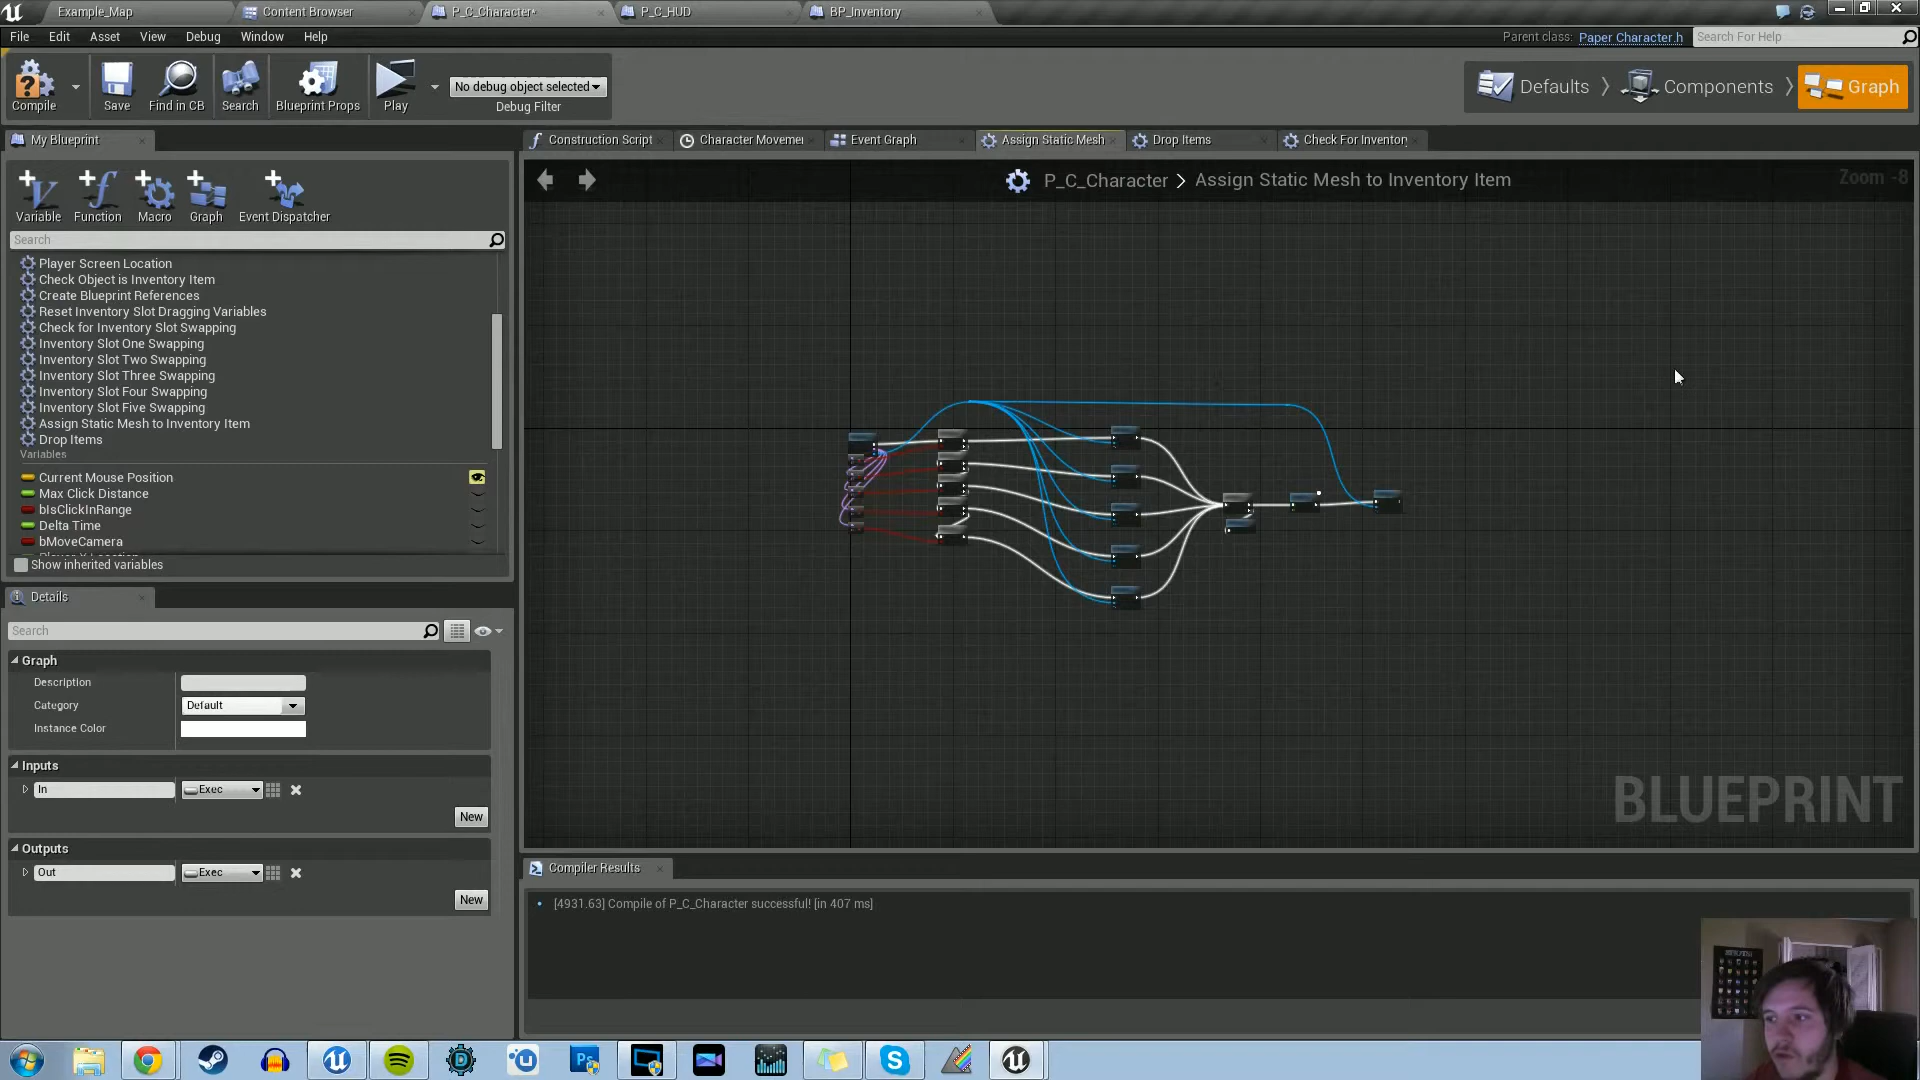 Example_Map
Content Browser
P_C_Character*
P_C_HUD
BP_Inventory
File
Edit
Asset
View
Debug
Window
Help
Parent class:
Paper Character.h
Search For Help
Compile
Save
Find in CB
Search
Blueprint Props
Play
No debug object selected
Debug Filter
Defaults
Components
Graph
My Blueprint
Construction Script
Character Movemen
Event Graph
Assign Static Mesh
Drop Items
Check For Inventory
P_C_Character > Assign Static Mesh to Inventory Item
Zoom -8
Variable
Function
Macro
Graph
Event Dispatcher
Search
Player Screen Location
Check Object is Inventory Item
Create Blueprint References
Reset Inventory Slot Dragging Variables
Check for Inventory Slot Swapping
Inventory Slot One Swapping
Inventory Slot Two Swapping
Inventory Slot Three Swapping
Inventory Slot Four Swapping
Inventory Slot Five Swapping
Assign Static Mesh to Inventory Item
Drop Items
Variables
Current Mouse Position
Max Click Distance
bIsClickInRange
Delta Time
bMoveCamera
Show inherited variables
Details
Search
Graph
Description
Category
Default
Instance Color
Inputs
In
Exec
New
Outputs
Out
Exec
New
BLUEPRINT
Compiler Results
[4931.63] Compile of P_C_Character successful! [in 407 ms]
Ps